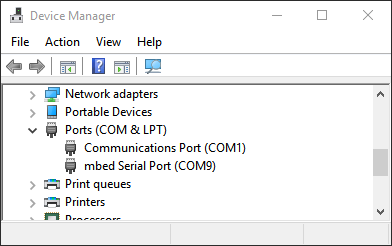 Device Manager
File Action View Help
Network adapters
Portable Devices
Ports (COM & LPT)
Communications Port (COM1)
mbed Serial Port (COM9)
Print queues
Printers
Processors